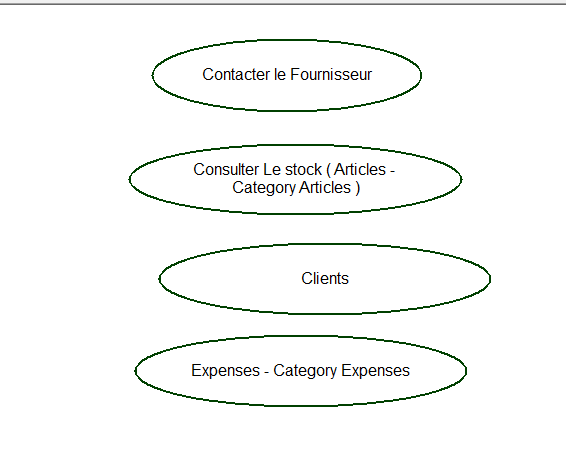 Contacter le Fournisseur
Consulter Le stock ( Articles -
Category Articles )
Clients
Expenses - Category Expenses